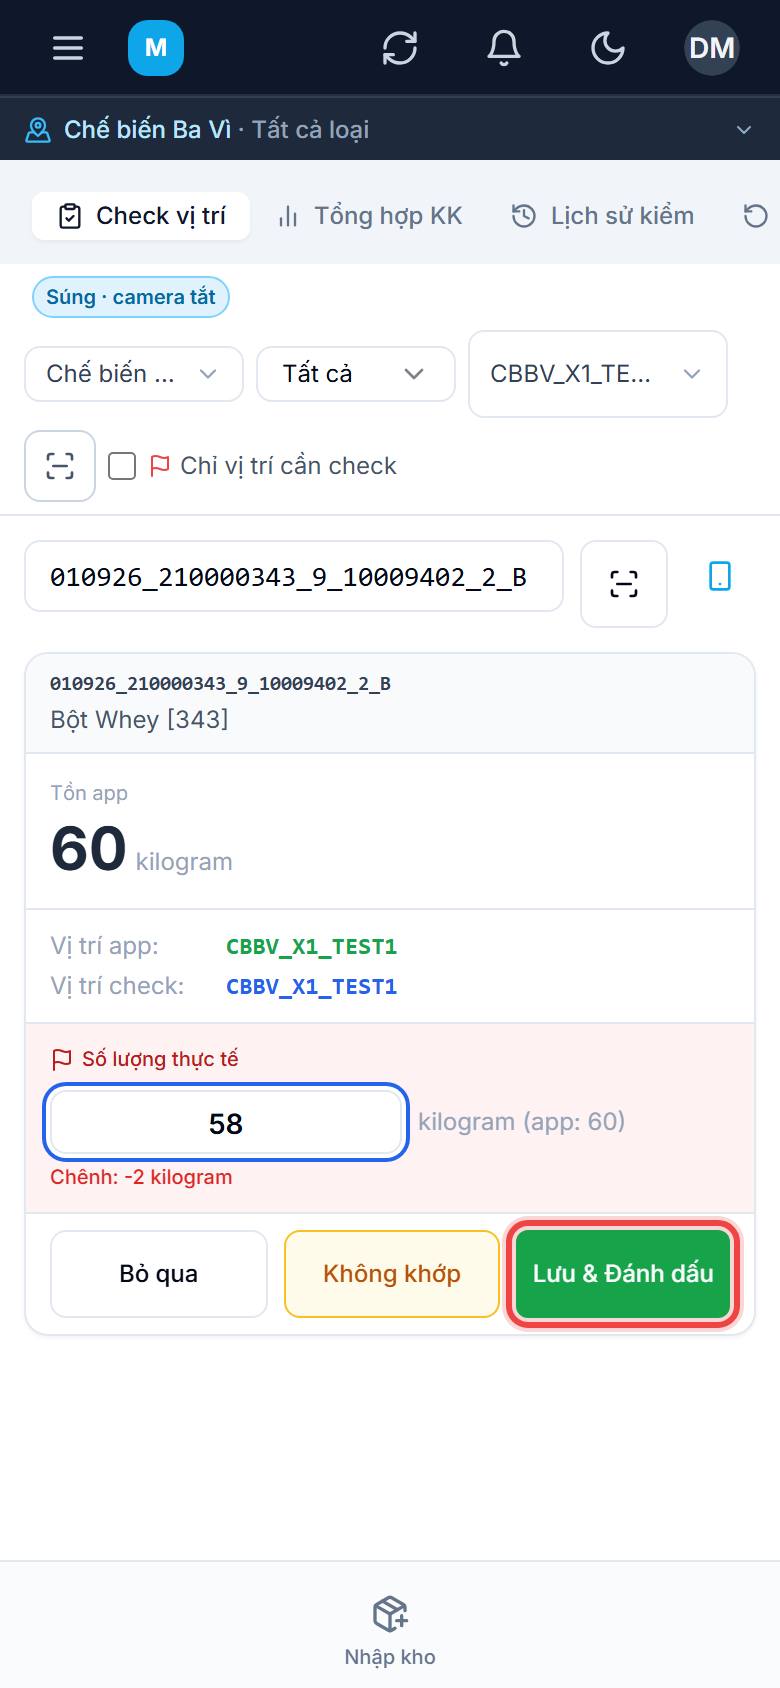 M
DM
Chế biến Ba Vì · Tất cả loại
Check vị trí
Tổng hợp KK
Lịch sử kiểm
Súng · camera tắt
Chế biến ...
Tất cả
CBBV_X1_TE...
Chỉ vị trí cần check
010926_210000343_9_10009402_2_B
010926_210000343_9_10009402_2_B
Bột Whey [343]
Tồn app
60 kilogram
Vị trí app: CBBV_X1_TEST1
Vị trí check: CBBV_X1_TEST1
Số lượng thực tế
58 kilogram (app: 60)
Chênh: -2 kilogram
Bỏ qua
Không khớp
Lưu & Đánh dấu
Nhập kho